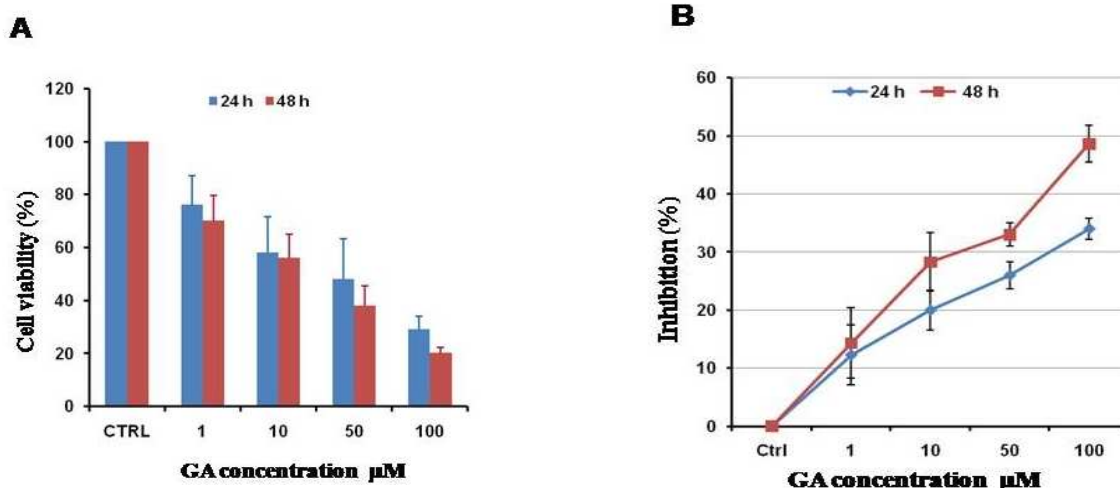 A
120
100
80
60
40
20
0
Cell viability (%)
24 h 48 h
CTRL 1 10 50 100
GA concentration µM
B
60
50
40
30
20
10
0
Inhibition (%)
24 h 48 h
Ctrl 1 10 50 100
GA concentration µM